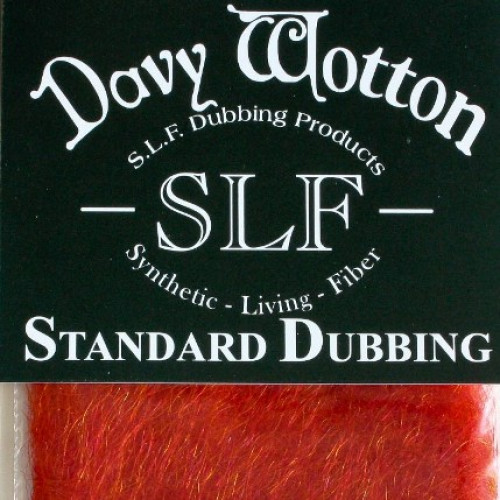 Davy Wotton
S.L.F. Dubbing Products
- SLF -
Synthetic - Living - Fiber
STANDARD DUBBING